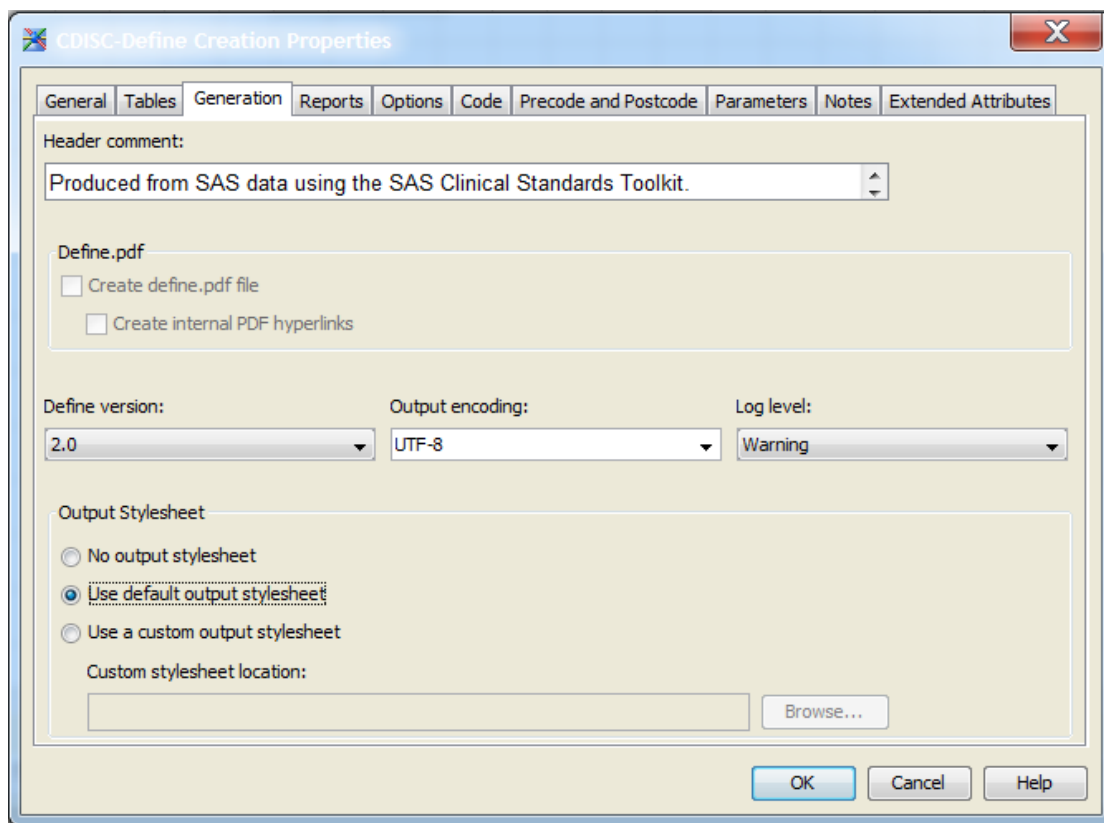 CDISC-Define Creation Properties
General Tables Generation Reports Options Code Precode and Postcode Parameters Notes Extended Attributes
Header comment:
Produced from SAS data using the SAS Clinical Standards Toolkit.
Define.pdf
Create define.pdf file
Create internal PDF hyperlinks
Define version: Output encoding: Log level:
2.0 UTF-8 Warning
Output Stylesheet
No output stylesheet
Use default output stylesheet
Use a custom output stylesheet
Custom stylesheet location:
Browse...
OK Cancel Help